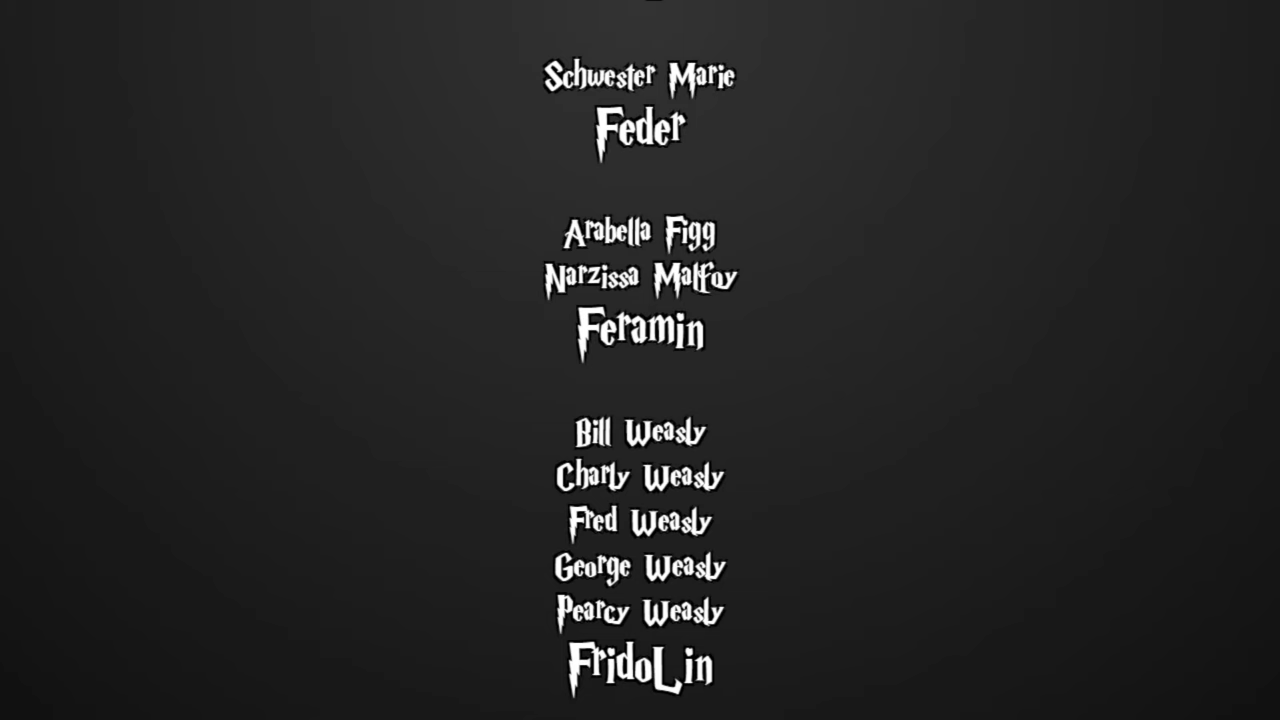 Schwester Marie
Feder
Arabella Figg
Narzissa Malfoy
Feramin
Bill Weasly
Charly Weasly
Fred Weasly
George Weasly
Pearcy Weasly
FridoLin